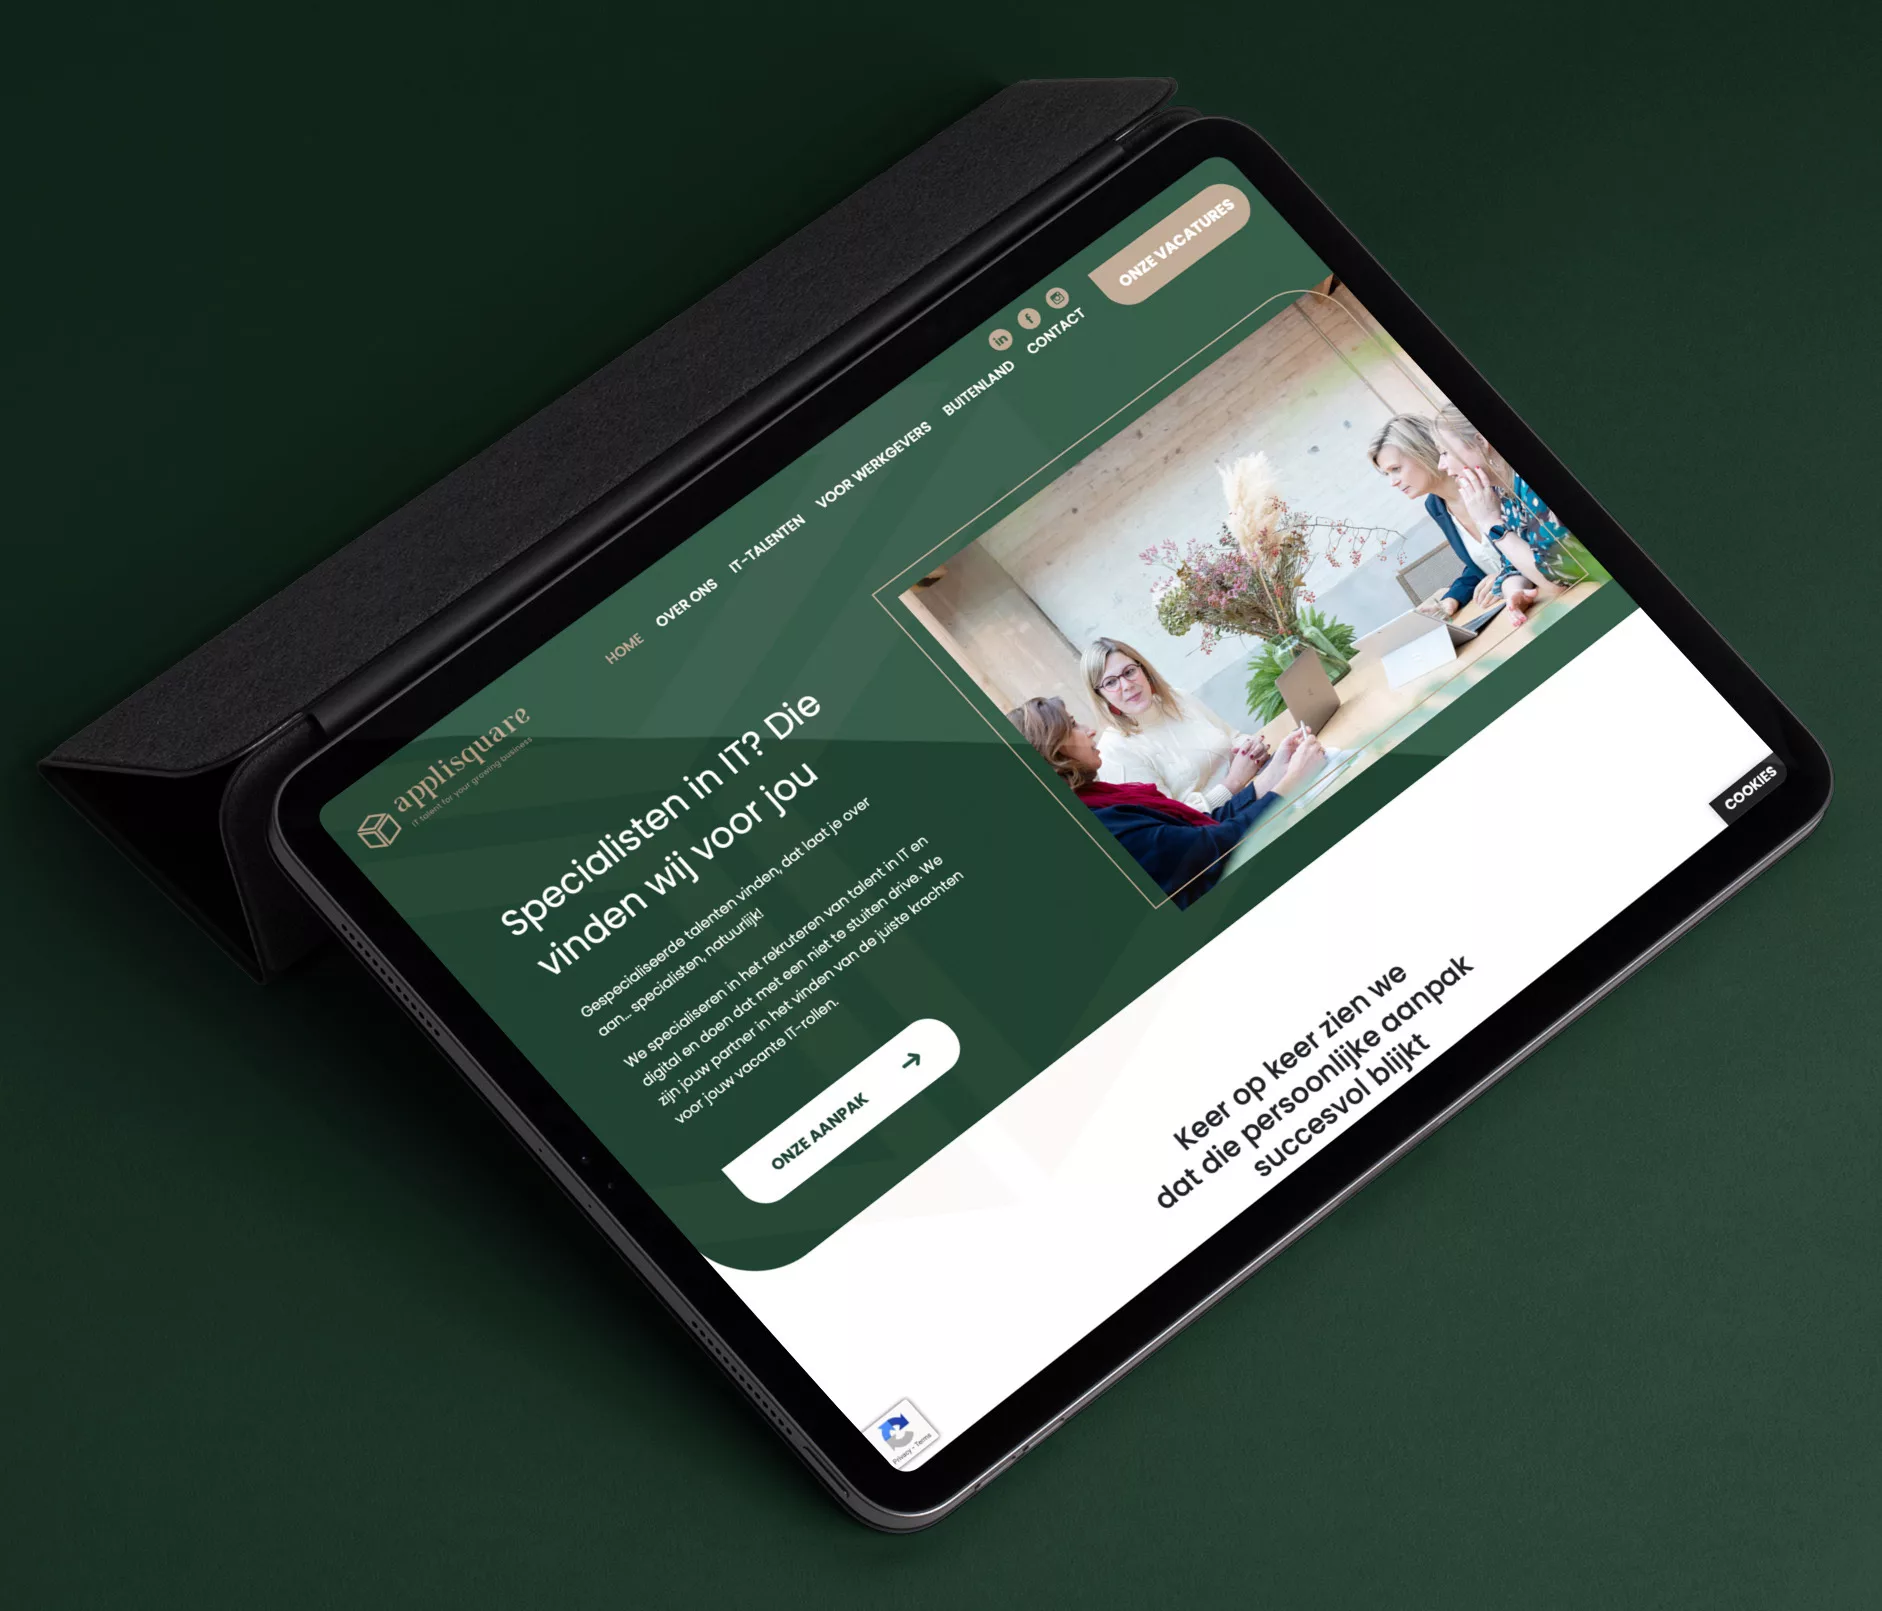 applisquare
IT talent for your growing business
HOME
OVER ONS
IT-TALENTEN
VOOR WERKGEVERS
BUITENLAND
CONTACT
in
f
ONZE VACATURES
Specialisten in IT? Die
vinden wij voor jou
Gespecialiseerde talenten vinden, dat laat je over
aan... specialisten, natuurlijk!
We specialiseren in het rekruteren van talent in IT en
digital en doen dat met een niet te stuiten drive. We
zijn jouw partner in het vinden van de juiste krachten
voor jouw vacante IT-rollen.
ONZE AANPAK
Keer op keer zien we
dat die persoonlijke aanpak
succesvol blijkt
COOKIES
Privacy - Terms